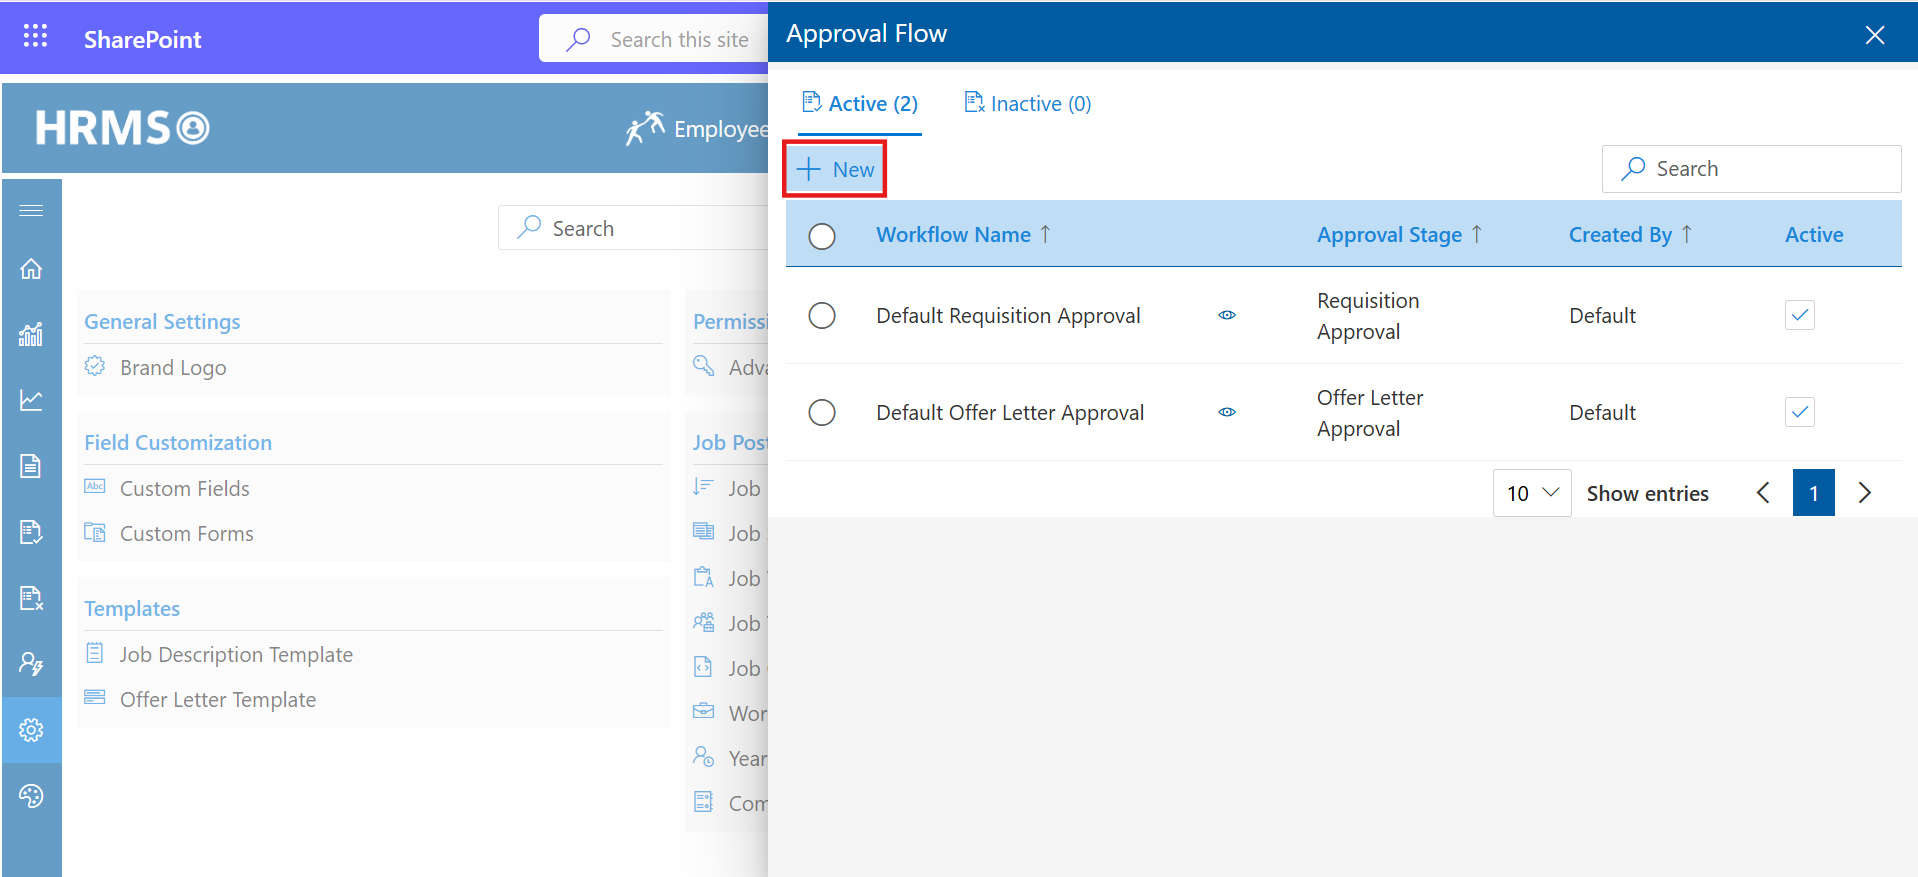 SharePoint
Search this site
Approval Flow
HRMS
Employee
Active (2)
Inactive (0)
New
Search
Search
Workflow Name ↑
Approval Stage ↑
Created By ↑
Active
Default Requisition Approval
Requisition
Approval
Default
Default Offer Letter Approval
Offer Letter
Approval
Default
10
Show entries
1
General Settings
Brand Logo
Field Customization
Abc
Custom Fields
Custom Forms
Templates
Job Description Template
Offer Letter Template
Permiss
Adva
Job Post
Job
Job
Job
Job
Job
Wor
Year
Com